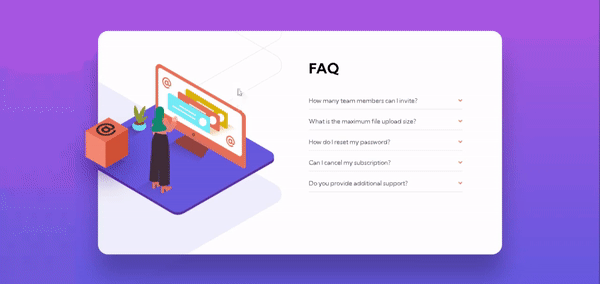 FAQ
How many team members can I invite?
What is the maximum file upload size?
How do I reset my password?
Can I cancel my subscription?
Do you provide additional support?
@
@
@